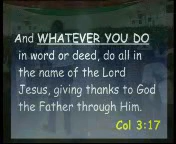 And WHATEVER YOU DO
in word or deed, do all in
the name of the Lord
Jesus, giving thanks to God
the Father through Him.
Col 3:17